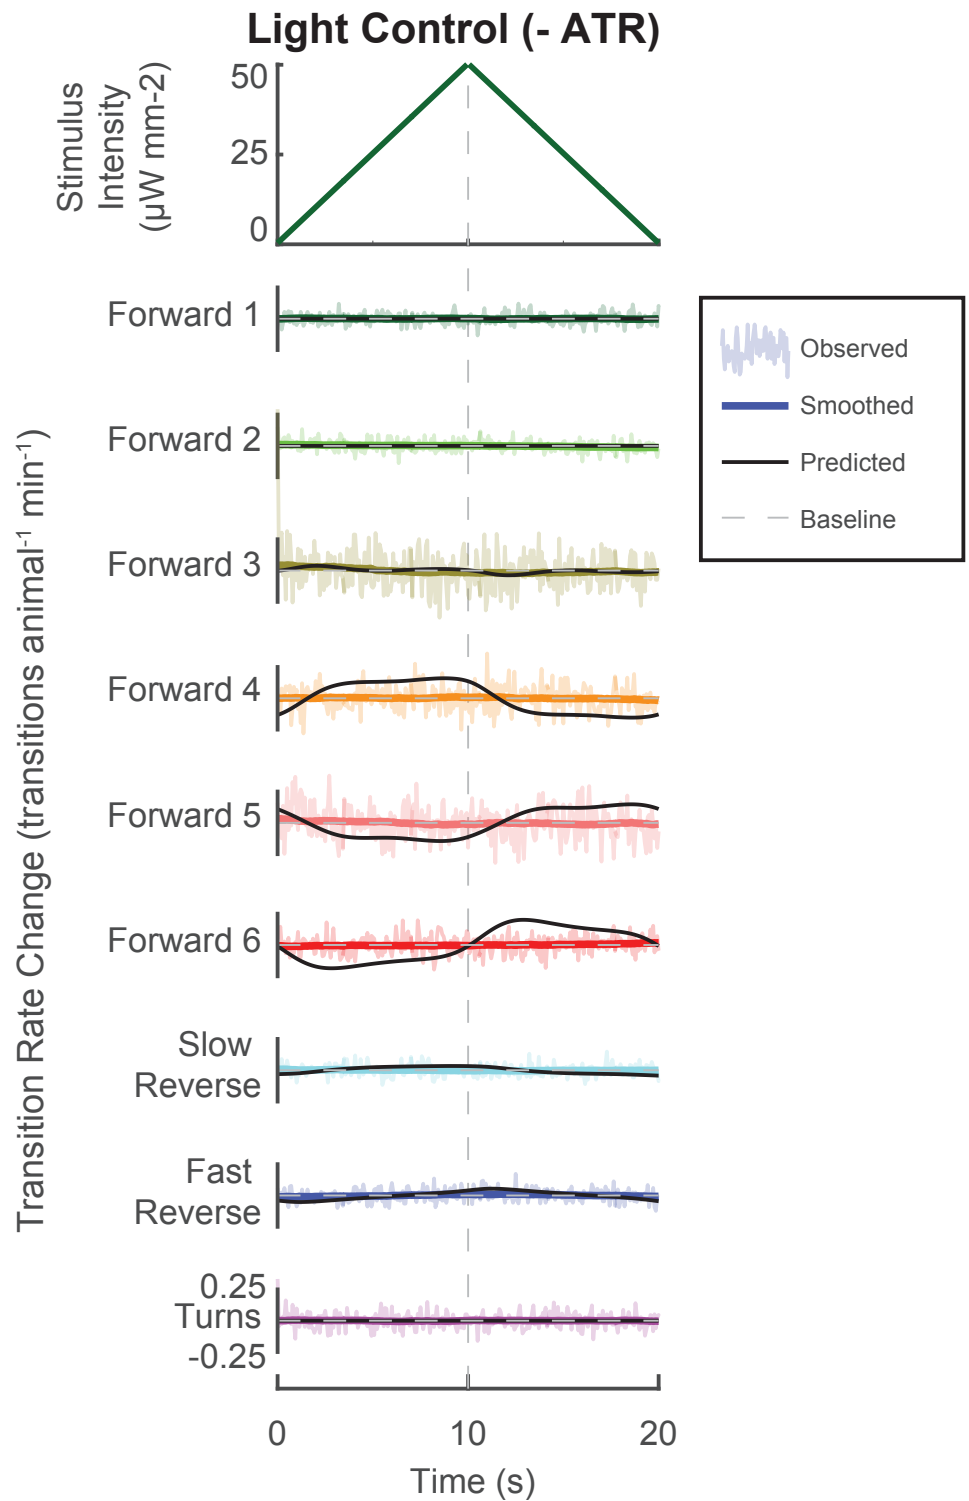 Light Control (- ATR)
Stimulus
Intensity
(µW mm-2)
50
25
0
Transition Rate Change (transitions animal-1 min-1)
Forward 1
Forward 2
Forward 3
Forward 4
Forward 5
Forward 6
Slow
Reverse
Fast
Reverse
0.25
Turns
-0.25
0 10 20
Time (s)
Observed
Smoothed
Predicted
Baseline